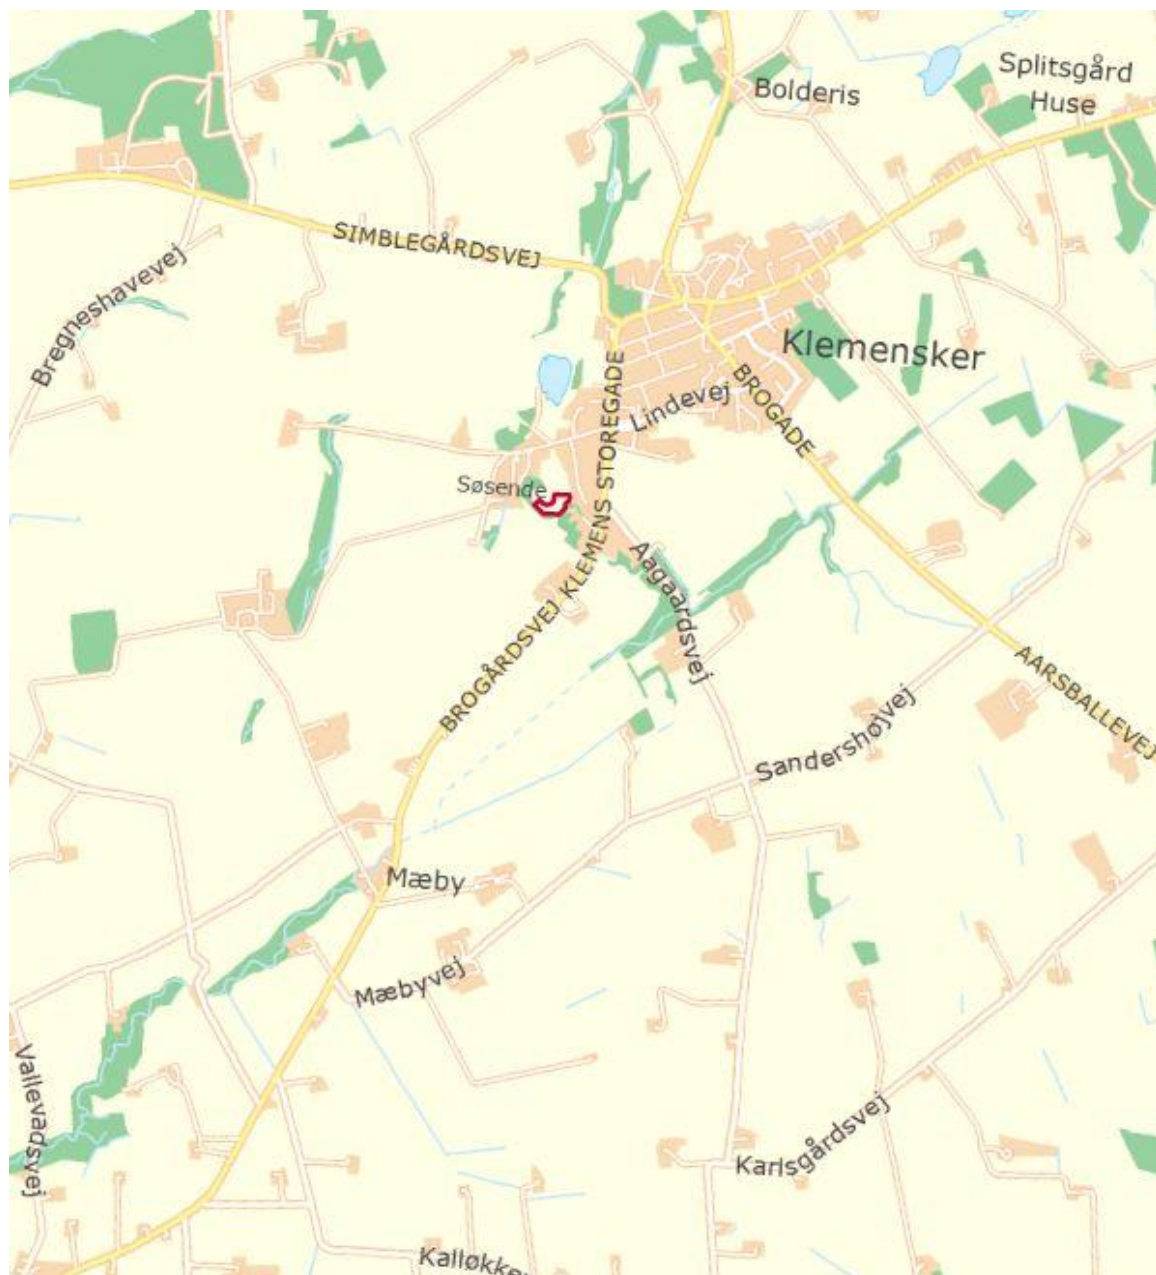 Splitsgård
Huse
Bolderis
SIMBLEGÅRDSVEJ
Bregneshavevej
Klemensker
Lindevej
BROGADE
KLEMENS STOREGADE
Søsende
Aagaardsvej
BROGÅRDSVEJ
AARSBALLEVEJ
Sandershøjvej
Mæby
Mæbyvej
Vallevadsvej
Karlsgårdsvej